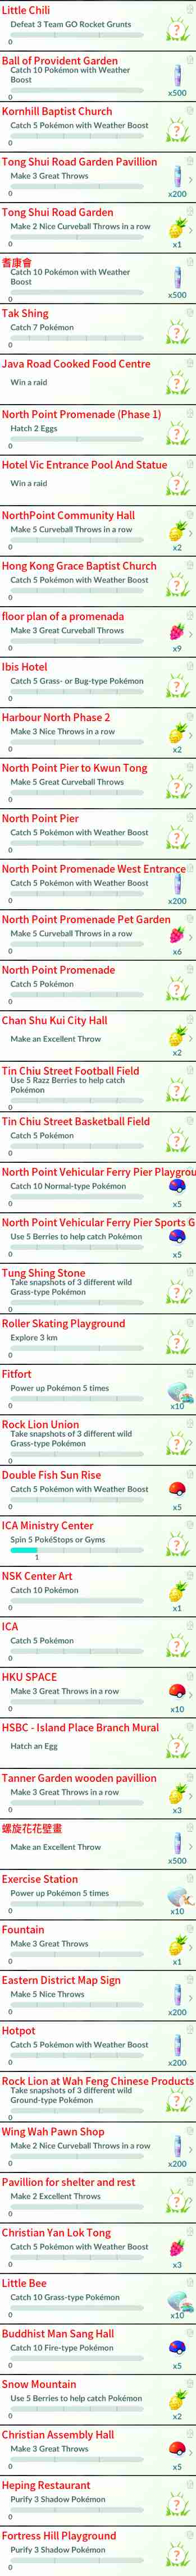 Little Chili
Defeat 3 Team GO Rocket Grunts
0
Ball of Provident Garden
Catch 10 Pokémon with Weather
Boost
0
x500
Kornhill Baptist Church
Catch 5 Pokémon with Weather Boost
0
Tong Shui Road Garden Pavillion
Make 3 Great Throws
0
x200
Tong Shui Road Garden
Make 2 Nice Curveball Throws in a row
0
x1
耆康會
Catch 10 Pokémon with Weather
Boost
0
x500
Tak Shing
Catch 7 Pokémon
0
Java Road Cooked Food Centre
Win a raid
North Point Promenade (Phase 1)
Hatch 2 Eggs
0
Hotel Vic Entrance Pool And Statue
Win a raid
NorthPoint Community Hall
Make 5 Curveball Throws in a row
0
x2
Hong Kong Grace Baptist Church
Catch 5 Pokémon with Weather Boost
0
floor plan of a promenada
Make 3 Great Curveball Throws
0
x9
Ibis Hotel
Catch 5 Grass- or Bug-type Pokémon
0
Harbour North Phase 2
Make 3 Nice Throws in a row
0
x2
North Point Pier to Kwun Tong
Make 5 Great Curveball Throws
0
North Point Pier
Catch 5 Pokémon with Weather Boost
0
North Point Promenade West Entrance
Catch 5 Pokémon with Weather Boost
0
x200
North Point Promenade Pet Garden
Make 5 Curveball Throws in a row
0
x6
North Point Promenade
Catch 5 Pokémon
0
Chan Shu Kui City Hall
Make an Excellent Throw
x2
Tin Chiu Street Football Field
Use 5 Razz Berries to help catch
Pokémon
0
Tin Chiu Street Basketball Field
Catch 5 Pokémon
0
North Point Vehicular Ferry Pier Playgrou
Catch 10 Normal-type Pokémon
0
x5
North Point Vehicular Ferry Pier Sports G
Use 5 Berries to help catch Pokémon
0
x5
Tung Shing Stone
Take snapshots of 3 different wild
Grass-type Pokémon
0
Roller Skating Playground
Explore 3 km
0
Fitfort
Power up Pokémon 5 times
0
x10
Rock Lion Union
Take snapshots of 3 different wild
Grass-type Pokémon
0
Double Fish Sun Rise
Catch 5 Pokémon with Weather Boost
0
x5
ICA Ministry Center
Spin 5 PokéStops or Gyms
1
NSK Center Art
Catch 10 Pokémon
0
x1
ICA
Catch 5 Pokémon
0
HKU SPACE
Make 3 Great Throws in a row
0
x10
HSBC - Island Place Branch Mural
Hatch an Egg
Tanner Garden wooden pavillion
Make 3 Great Throws in a row
0
x3
螺旋花花壁畫
Make an Excellent Throw
x500
Exercise Station
Power up Pokémon 5 times
0
x10
Fountain
Make 3 Great Throws
0
x1
Eastern District Map Sign
Make 5 Nice Throws
0
x200
Hotpot
Catch 5 Pokémon with Weather Boost
0
x200
Rock Lion at Wah Feng Chinese Products
Take snapshots of 3 different wild
Ground-type Pokémon
0
Wing Wah Pawn Shop
Make 2 Nice Curveball Throws in a row
0
x200
Pavillion for shelter and rest
Make 2 Excellent Throws
0
Christian Yan Lok Tong
Catch 5 Pokémon with Weather Boost
0
x3
Little Bee
Catch 10 Grass-type Pokémon
0
x10
Buddhist Man Sang Hall
Catch 10 Fire-type Pokémon
0
x5
Snow Mountain
Use 5 Berries to help catch Pokémon
0
x2
Christian Assembly Hall
Make 3 Great Throws
0
x5
Heping Restaurant
Purify 3 Shadow Pokémon
0
Fortress Hill Playground
Purify 3 Shadow Pokémon
0